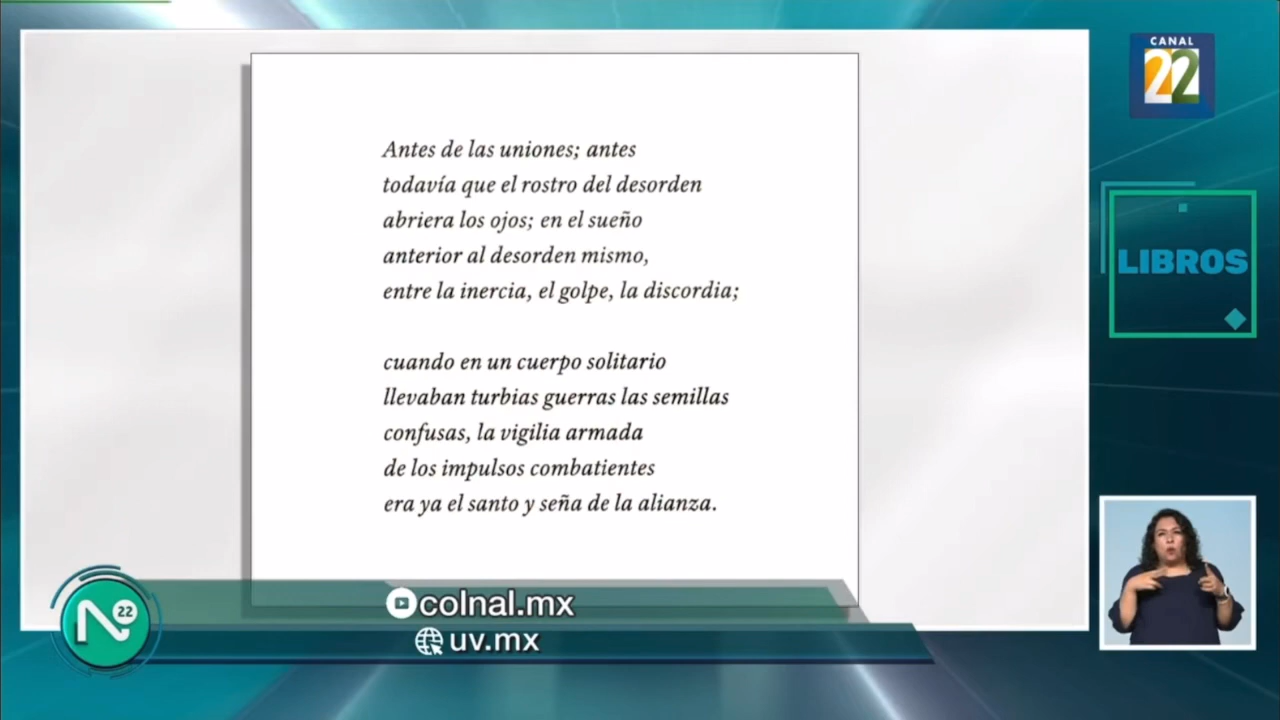 Antes de las uniones; antes
todavía que el rostro del desorden
abriera los ojos; en el sueño
anterior al desorden mismo,
entre la inercia, el golpe, la discordia;
cuando en un cuerpo solitario
llevaban turbias guerras las semillas
confusas, la vigilia armada
de los impulsos combatientes
era ya el santo y seña de la alianza.
CANAL
22
LIBROS
N22
colnal.mx
uv.mx